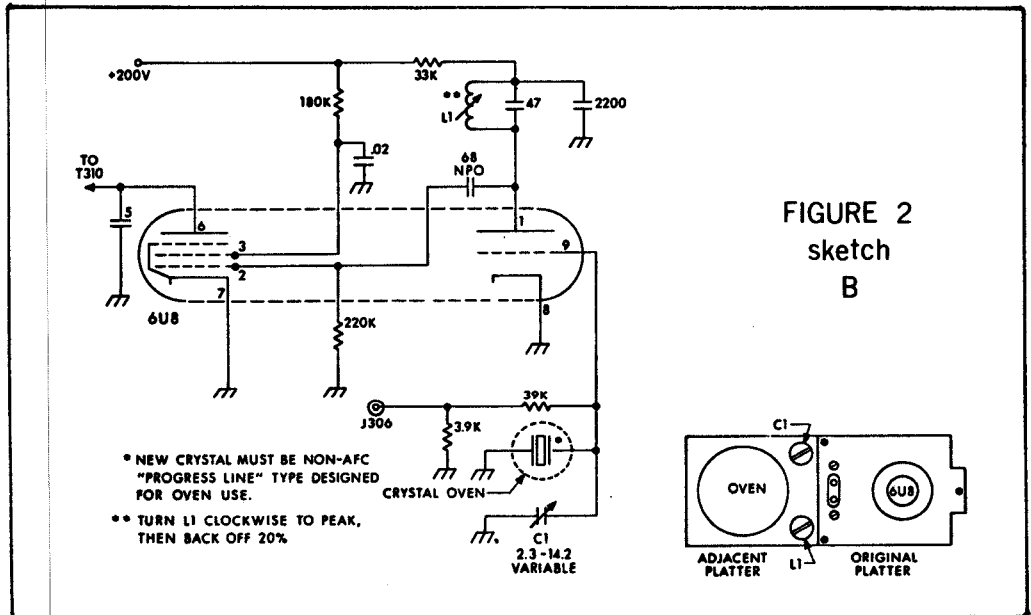 +200V
33K
180K
**
L1
47
2200
.02
TO
T310
68
NPO
5
6
1
3
9
2
7
8
6U8
220K
FIGURE 2
sketch
B
J306
39K
3.9K
*
* NEW CRYSTAL MUST BE NON-AFC
"PROGRESS LINE" TYPE DESIGNED
FOR OVEN USE.
CRYSTAL OVEN
** TURN L1 CLOCKWISE TO PEAK,
THEN BACK OFF 20%
C1
2.3-14.2
VARIABLE
C1
OVEN
6U8
ADJACENT
PLATTER
L1
ORIGINAL
PLATTER